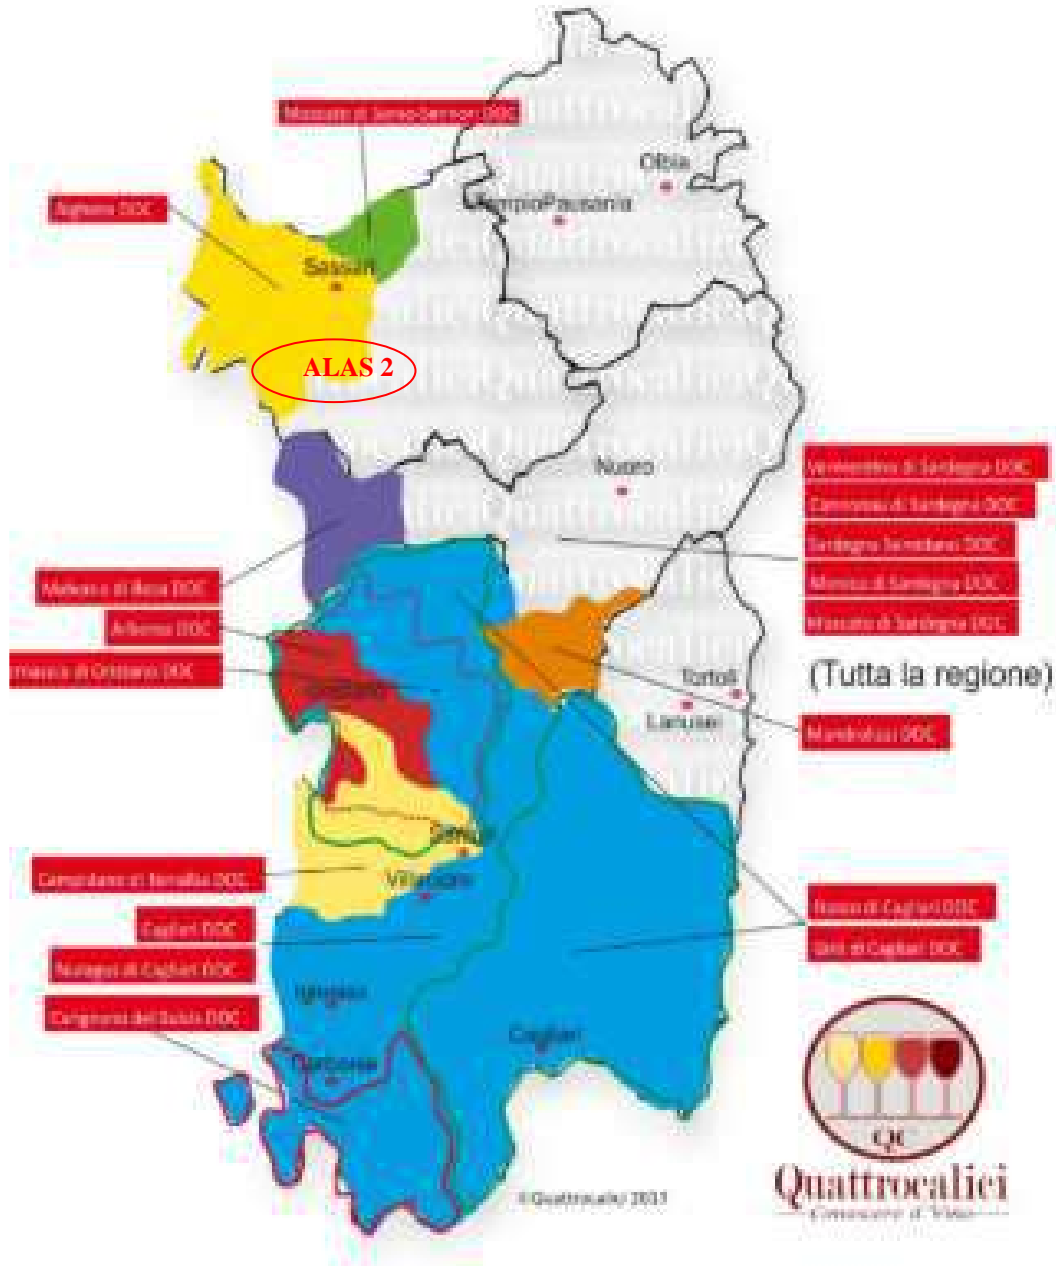 Moscato di Sorso Sennori DOC
Olbia
TempioPausania
Alghero DOC
Sassari
ALAS 2
Nuoro
Vermentino di Sardegna DOC
Cannonau di Sardegna DOC
Sardegna Semidano DOC
Monica di Sardegna DOC
Moscato di Sardegna DOC
Malvasia di Bosa DOC
Arborea DOC
di Oristano DOC
(Tutta la regione)
Tortolì
Lanusei
Oristano
Mandrolisai DOC
Sanluri
Campidano di Terralba DOC
Villacidro
Cagliari DOC
Nuragus di Cagliari DOC
Nasco di Cagliari DOC
Girò di Cagliari DOC
Iglesias
Carignano del Sulcis DOC
Cagliari
Carbonia
QC
Quattrocalici
Conoscere il Vino
©Quattrocalici 2017